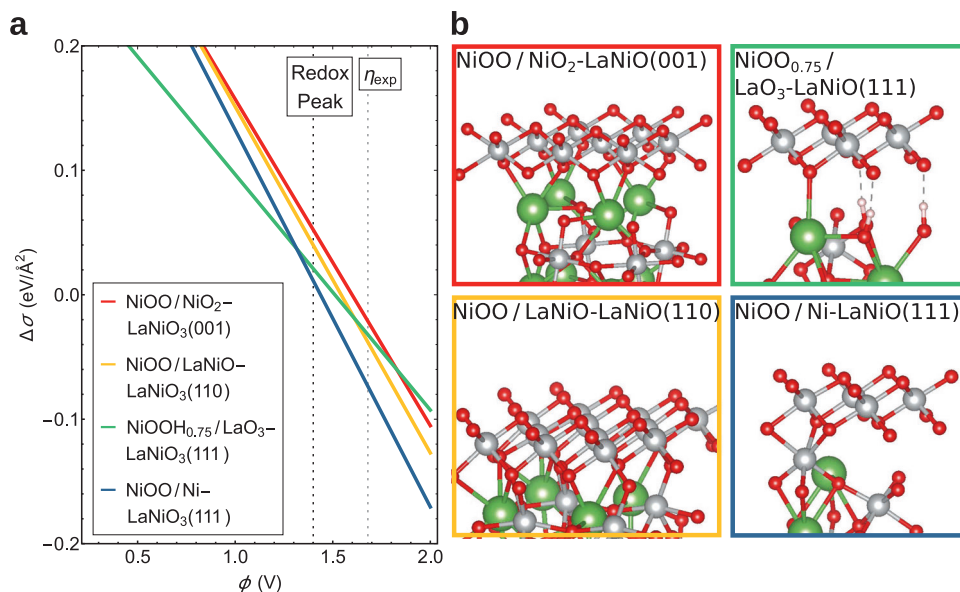 a
b
0.2
0.1
0.0
−0.1
−0.2
Δσ (eV/Å²)
0.5
1.0
1.5
2.0
ϕ (V)
Redox
Peak
η_exp
NiOO/NiO₂–
LaNiO₃(001)
NiOO/LaNiO–
LaNiO₃(110)
NiOOH₀.₇₅/LaO₃–
LaNiO₃(111)
NiOO/Ni–
LaNiO₃(111)
NiOO/NiO₂-LaNiO(001)
NiOO₀.₇₅/
LaO₃-LaNiO(111)
NiOO/LaNiO-LaNiO(110)
NiOO/Ni-LaNiO(111)